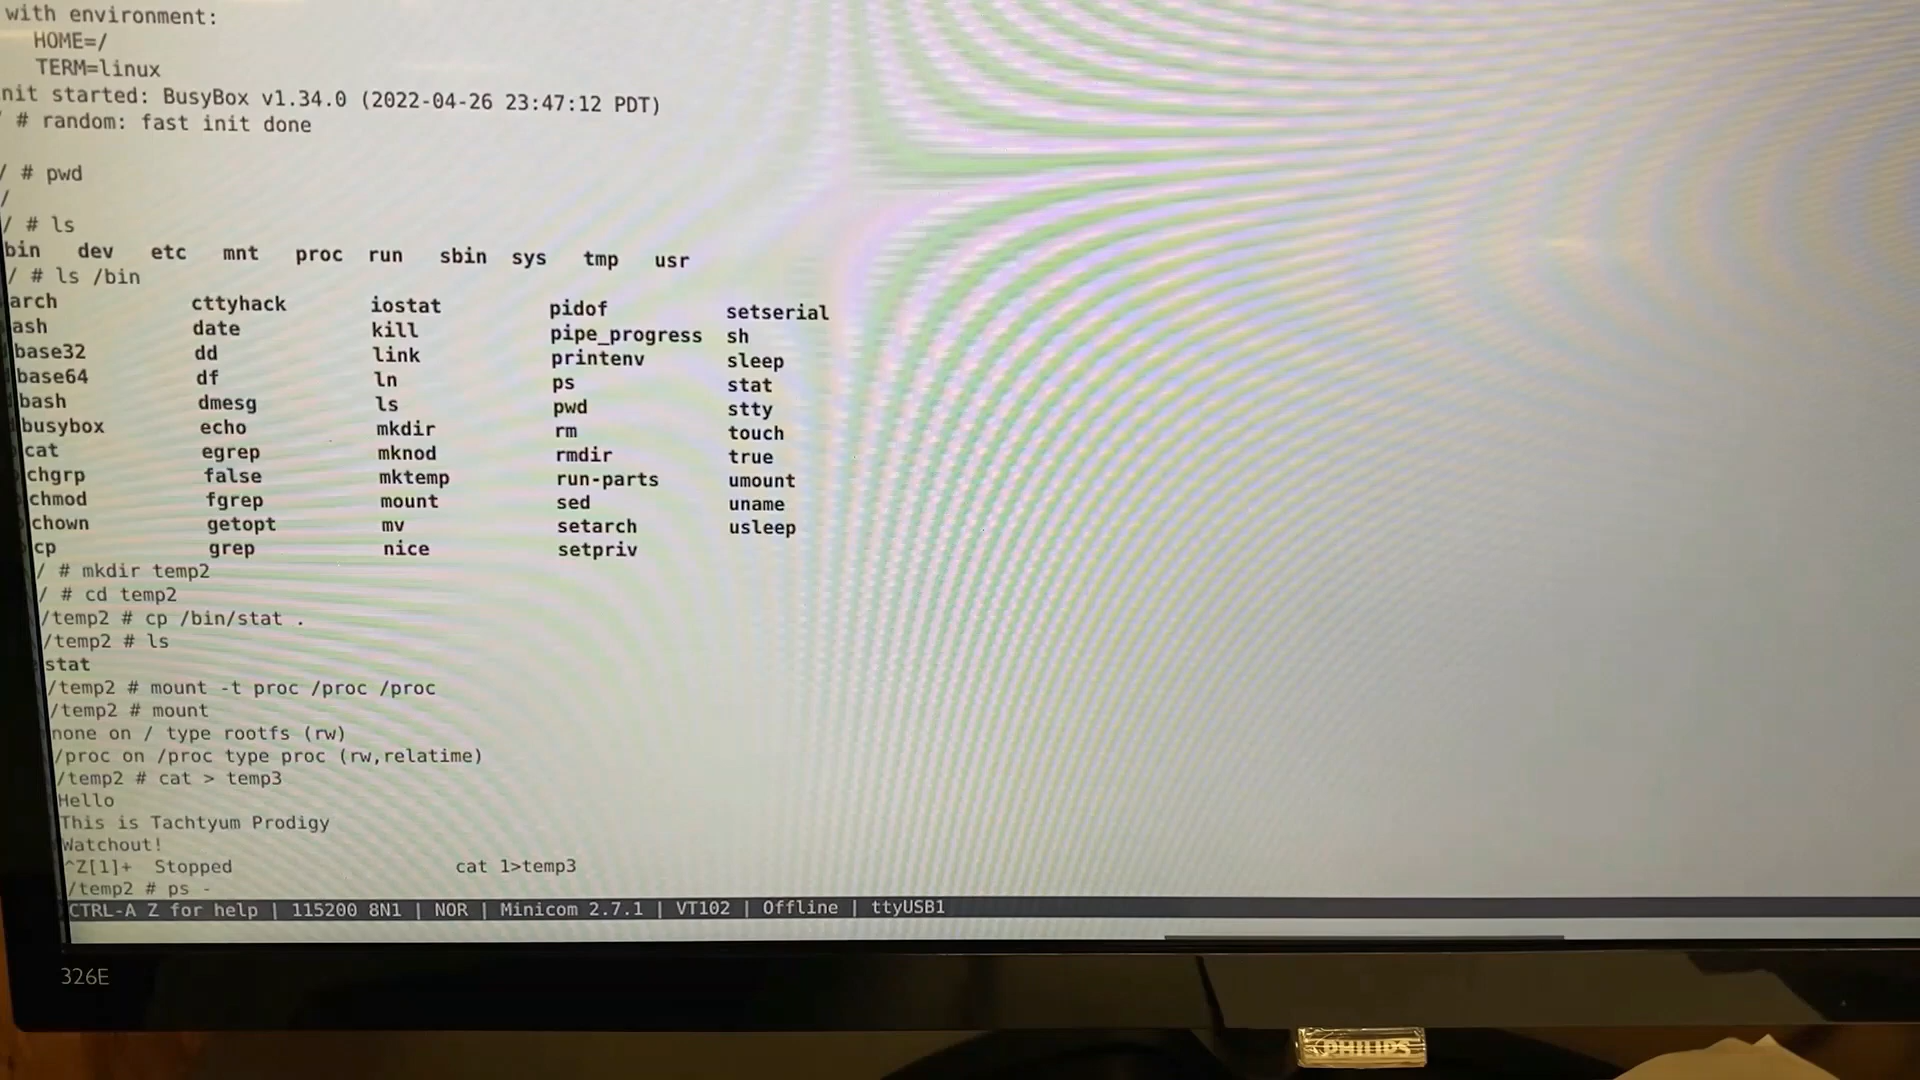 with environment:
HOME=/
TERM=linux
nit started: BusyBox v1.34.0 (2022-04-26 23:47:12 PDT)
/ # random: fast init done
/ # pwd
/
/ # ls
bin dev etc mnt proc run sbin sys tmp usr
/ # ls /bin
arch cttyhack iostat pidof setserial
ash date kill pipe_progress sh
base32 dd link printenv sleep
base64 df ln ps stat
bash dmesg ls pwd stty
busybox echo mkdir rm touch
cat egrep mknod rmdir true
chgrp false mktemp run-parts umount
chmod fgrep mount sed uname
chown getopt mv setarch usleep
cp grep nice setpriv
/ # mkdir temp2
/ # cd temp2
/temp2 # cp /bin/stat .
/temp2 # ls
stat
/temp2 # mount -t proc /proc /proc
/temp2 # mount
none on / type rootfs (rw)
/proc on /proc type proc (rw,relatime)
/temp2 # cat > temp3
Hello
This is Tachtyum Prodigy
Watchout!
^Z[1]+ Stopped cat 1>temp3
/temp2 # ps -
CTRL-A Z for help | 115200 8N1 | NOR | Minicom 2.7.1 | VT102 | Offline | ttyUSB1
326E
PHILIPS